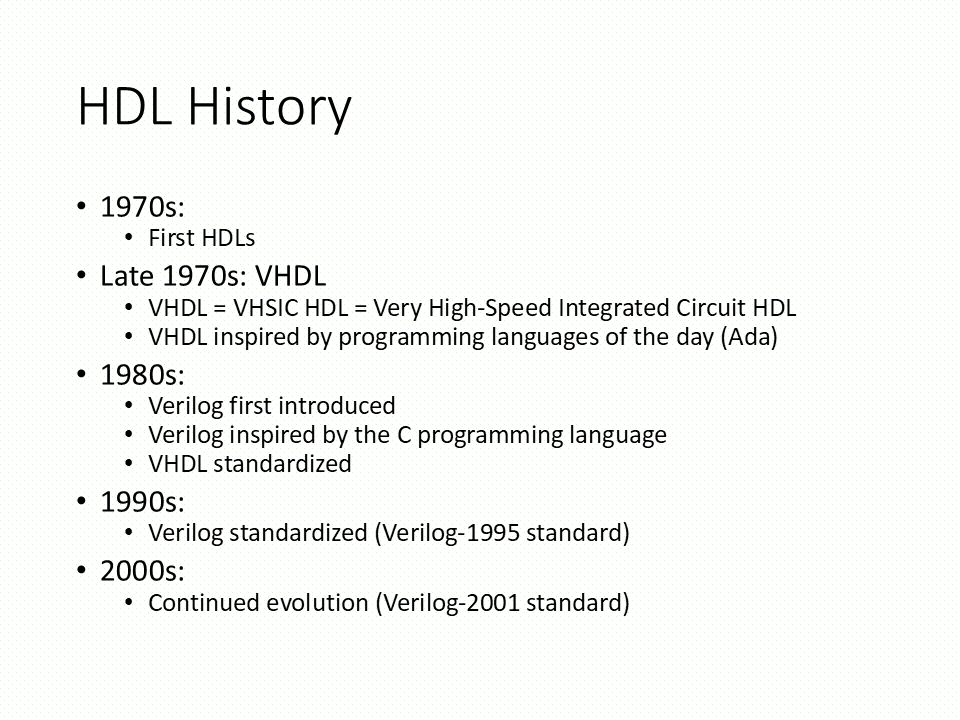 HDL History
• 1970s:
• First HDLs
• Late 1970s: VHDL
• VHDL = VHSIC HDL = Very High-Speed Integrated Circuit HDL
• VHDL inspired by programming languages of the day (Ada)
• 1980s:
• Verilog first introduced
• Verilog inspired by the C programming language
• VHDL standardized
• 1990s:
• Verilog standardized (Verilog-1995 standard)
• 2000s:
• Continued evolution (Verilog-2001 standard)